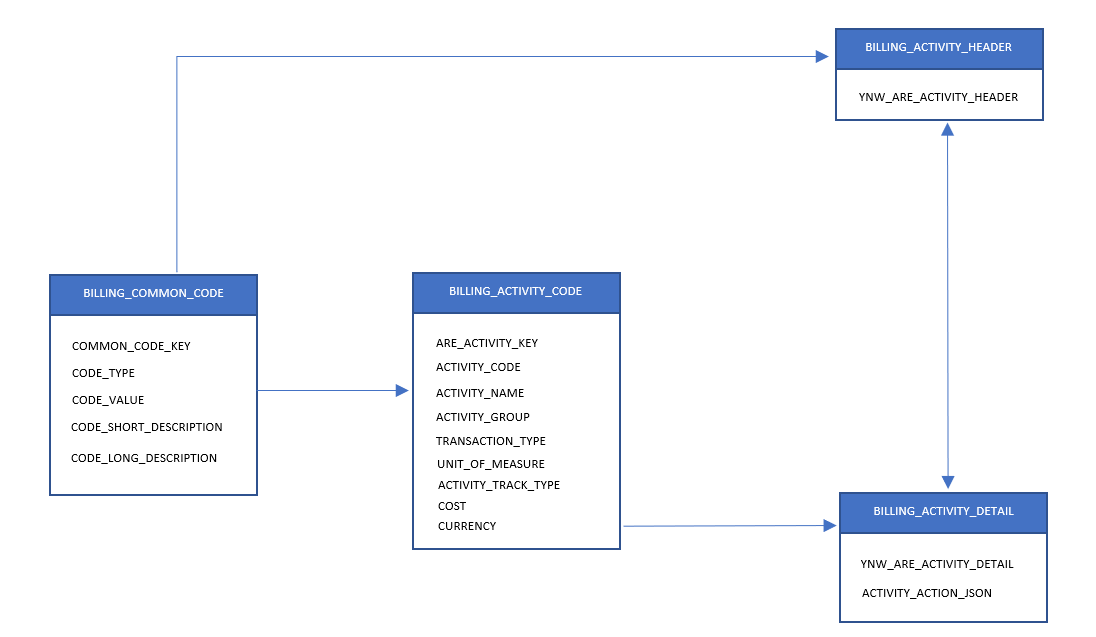 BILLING_ACTIVITY_HEADER
YNW_ARE_ACTIVITY_HEADER
BILLING_COMMON_CODE
COMMON_CODE_KEY
CODE_TYPE
CODE_VALUE
CODE_SHORT_DESCRIPTION
CODE_LONG_DESCRIPTION
BILLING_ACTIVITY_CODE
ARE_ACTIVITY_KEY
ACTIVITY_CODE
ACTIVITY_NAME
ACTIVITY_GROUP
TRANSACTION_TYPE
UNIT_OF_MEASURE
ACTIVITY_TRACK_TYPE
COST
CURRENCY
BILLING_ACTIVITY_DETAIL
YNW_ARE_ACTIVITY_DETAIL
ACTIVITY_ACTION_JSON